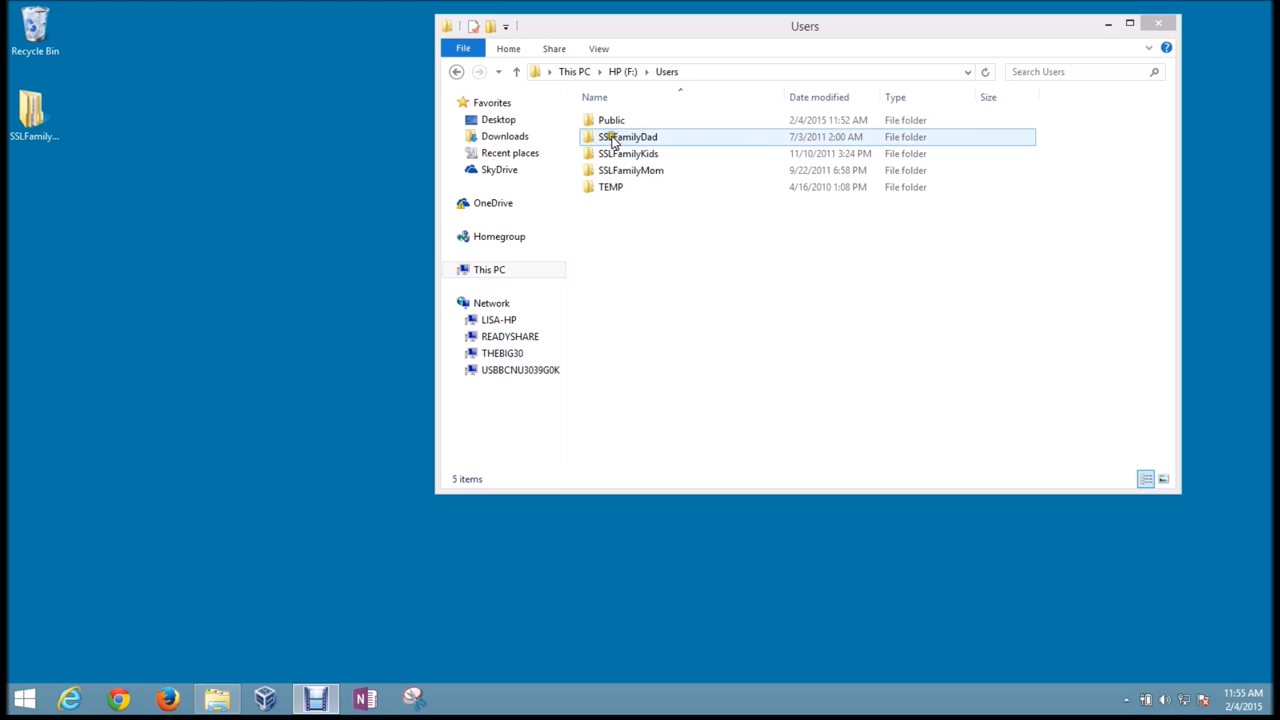 Recycle Bin
SSLFamily...
Users
File Home Share View
This PC HP (F:) Users
Search Users
Name Date modified Type Size
Favorites
Desktop
Downloads
Recent places
SkyDrive
OneDrive
Homegroup
This PC
Network
LISA-HP
READYSHARE
THEBIG30
USBBCNU3039G0K
Public 2/4/2015 11:52 AM File folder
SSLFamilyDad 7/3/2011 2:00 AM File folder
SSLFamilyKids 11/10/2011 3:24 PM File folder
SSLFamilyMom 9/22/2011 6:58 PM File folder
TEMP 4/16/2010 1:08 PM File folder
5 items
11:55 AM
2/4/2015